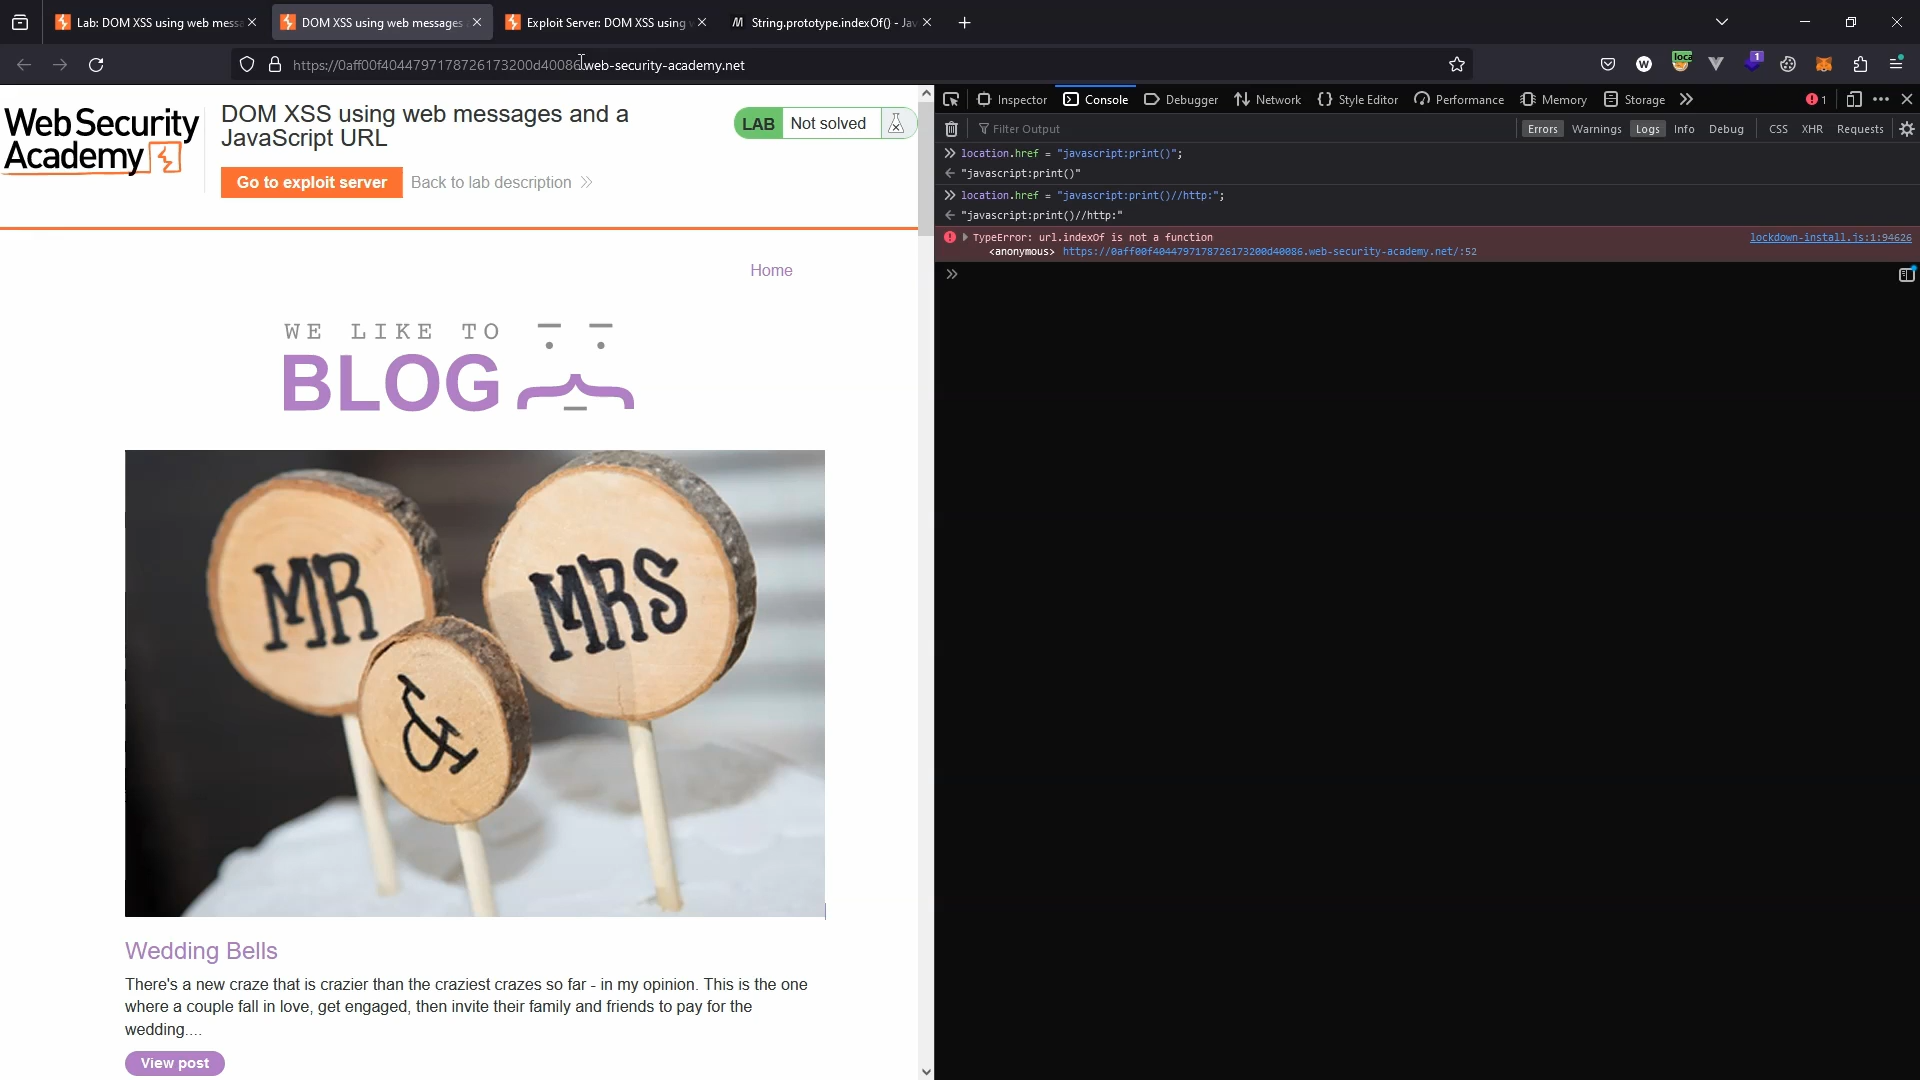 Lab: DOM XSS using web messa
DOM XSS using web messages
Exploit Server: DOM XSS using
String.prototype.indexOf() - Jav
https://0aff00f4044797178726173200d40086.web-security-academy.net
loca
1
WebSecurity
Academy
DOM XSS using web messages and a
JavaScript URL
LAB Not solved
Go to exploit server
Back to lab description
Home
WE LIKE TO
BLOG
MR
MRS
&
Wedding Bells
There's a new craze that is crazier than the craziest crazes so far - in my opinion. This is the one
where a couple fall in love, get engaged, then invite their family and friends to pay for the
wedding....
View post
Inspector Console Debugger Network Style Editor Performance Memory Storage
1
Filter Output
Errors Warnings Logs Info Debug CSS XHR Requests
location.href = "javascript:print()";
"javascript:print()"
location.href = "javascript:print()//http:";
"javascript:print()//http:"
TypeError: url.indexOf is not a function
lockdown-install.js:1:94626
<anonymous> https://0aff00f4044797178726173200d40086.web-security-academy.net/:52